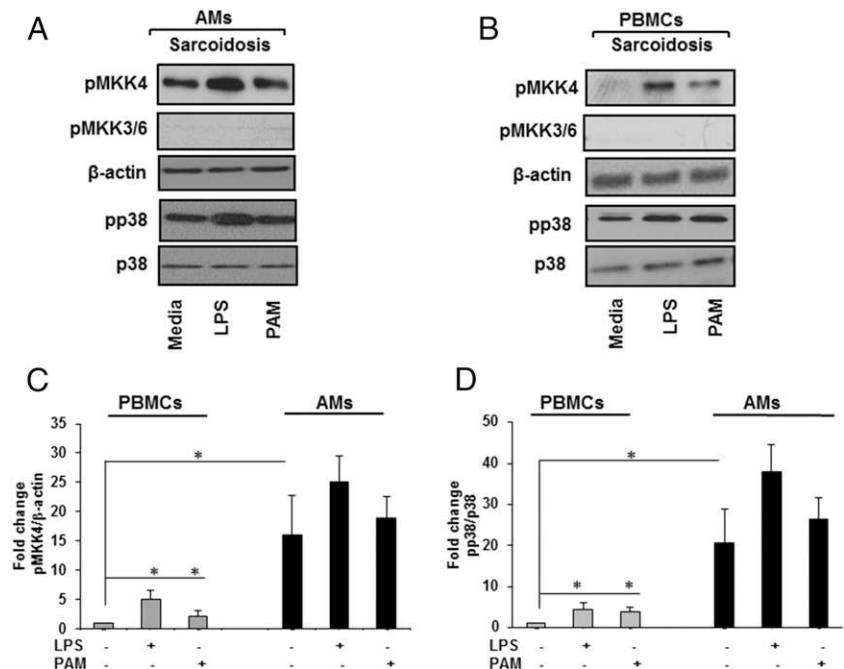 A
AMs
Sarcoidosis
pMKK4
pMKK3/6
β-actin
pp38
p38
Media
LPS
PAM
B
PBMCs
Sarcoidosis
pMKK4
pMKK3/6
β-actin
pp38
p38
Media
LPS
PAM
C
PBMCs
AMs
Fold change
pMKK4/β-actin
35
30
25
20
15
10
5
0
*
* *
LPS - + - - + -
PAM - - + - - +
D
PBMCs
AMs
Fold change
pp38/p38
50
40
30
20
10
0
*
* *
LPS - + - - + -
PAM - - + - - +